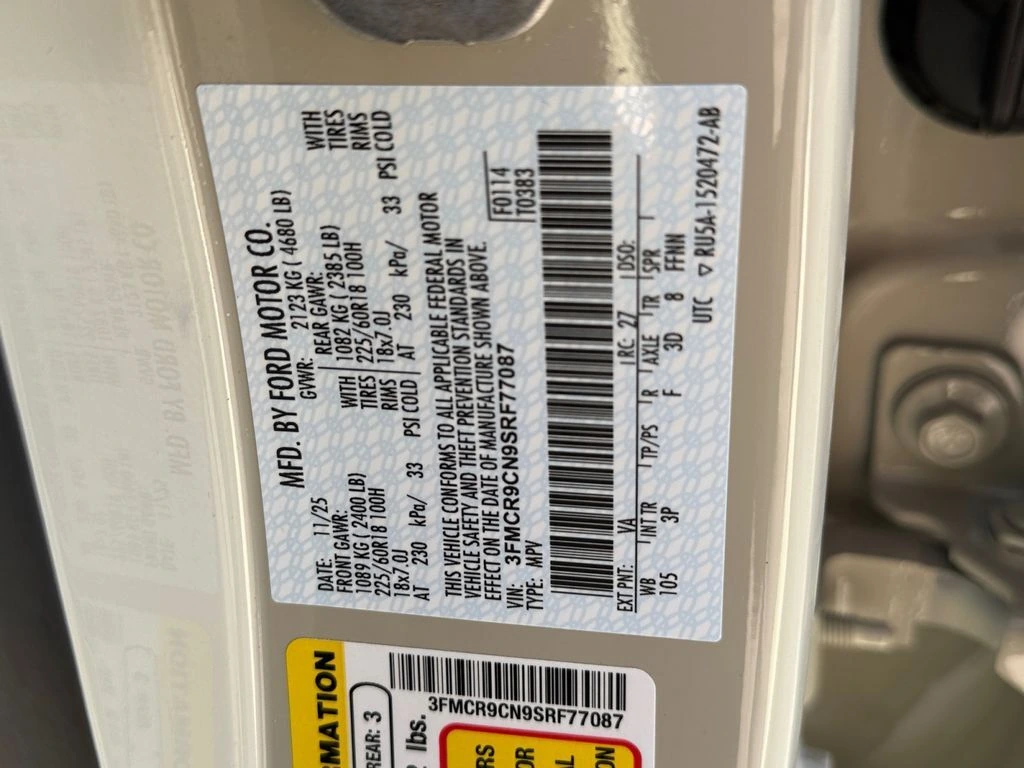 MFD. BY FORD MOTOR CO.
DATE: 11/25 GVWR: 2123 KG ( 4680 LB)
FRONT GAWR: REAR GAWR:
1089 KG ( 2400 LB) WITH 1082 KG ( 2385 LB) WITH
225/60R18 100H TIRES 225/60R18 100H TIRES
18x7.0J RIMS 18x7.0J RIMS
AT 230 kPa/ 33 PSI COLD AT 230 kPa/ 33 PSI COLD
THIS VEHICLE CONFORMS TO ALL APPLICABLE FEDERAL MOTOR
VEHICLE SAFETY AND THEFT PREVENTION STANDARDS IN
EFFECT ON THE DATE OF MANUFACTURE SHOWN ABOVE.
VIN: 3FMCR9CN9SRF77087 F0114
TYPE: MPV T0383
EXT PNT: VA RC: 27 DSO:
WB INT TR TP/PS R AXLE TR SPR
105 3P F 3D 8 FFHN
UTC ▽ RU5A-1520472-AB
REAR: 3
lbs.
3FMCR9CN9SRF77087